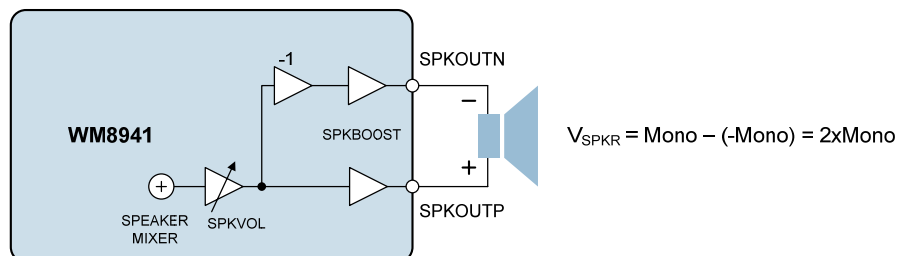 -1
SPKOUTN
−
WM8941
SPKBOOST
V_SPKR = Mono – (-Mono) = 2xMono
+
+
SPEAKER
MIXER
SPKVOL
SPKOUTP